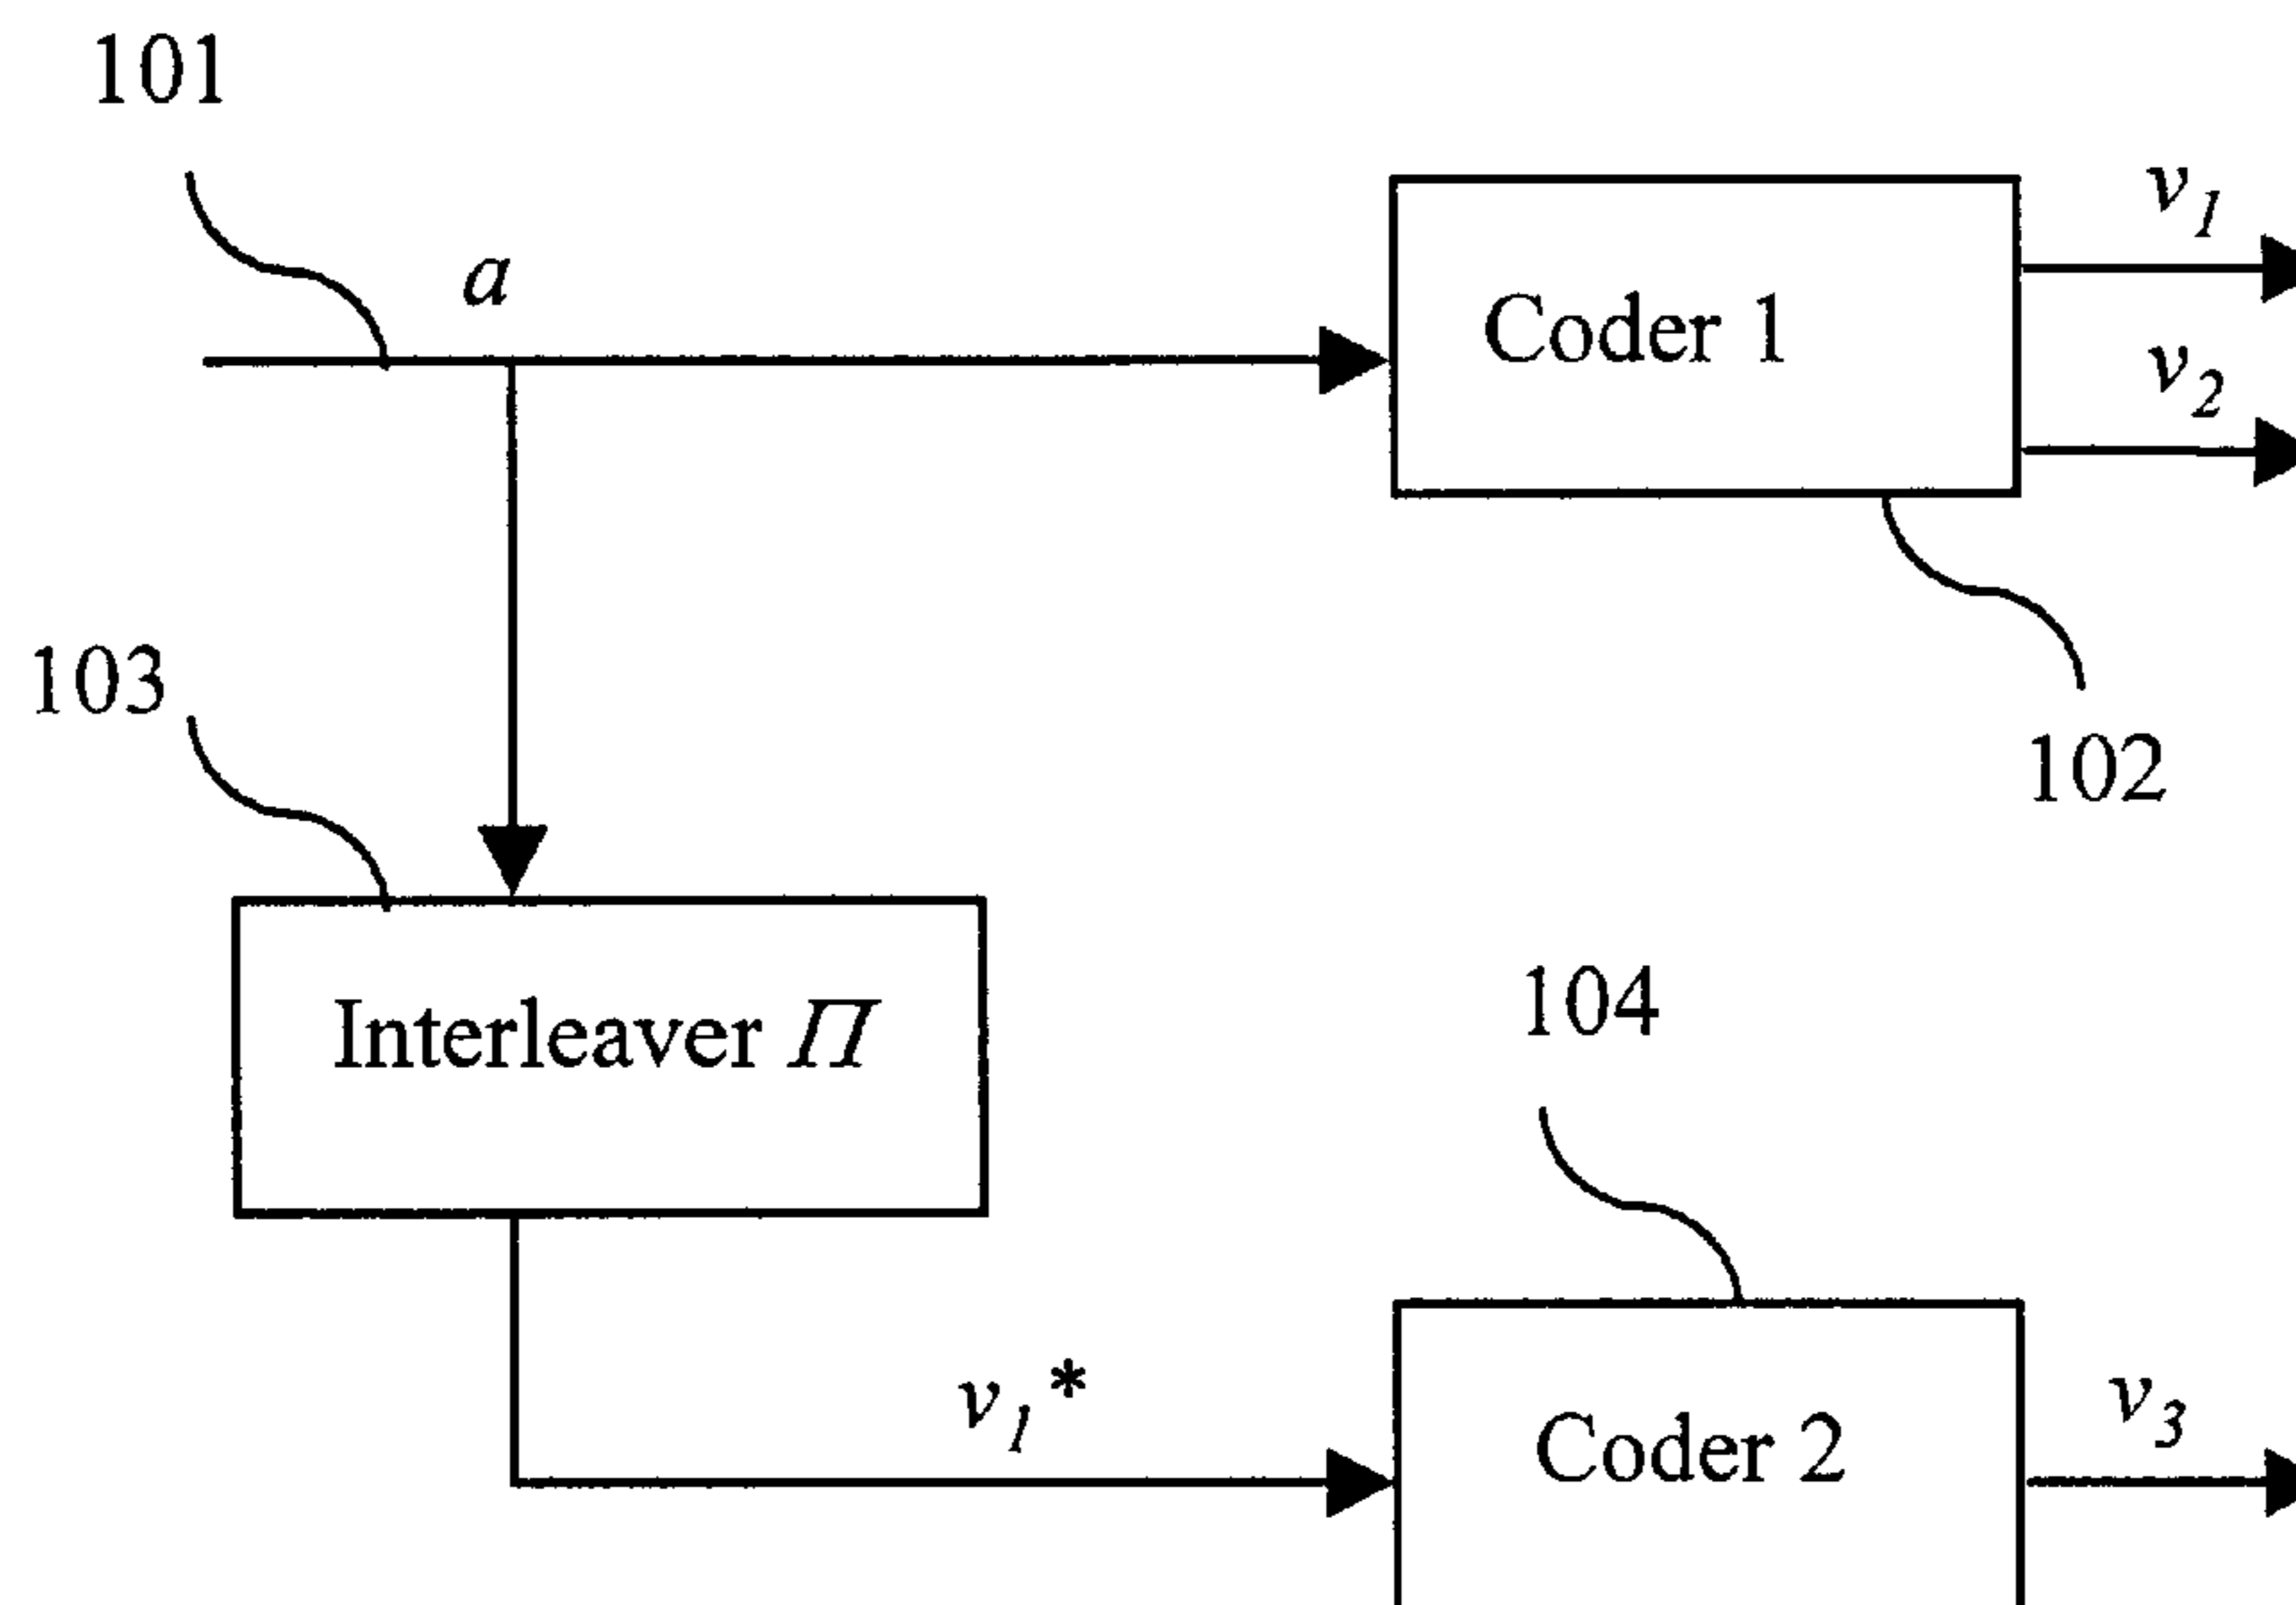 101
a
v1
Coder 1
v2
103
102
Interleaver Π
104
v1*
Coder 2
v3